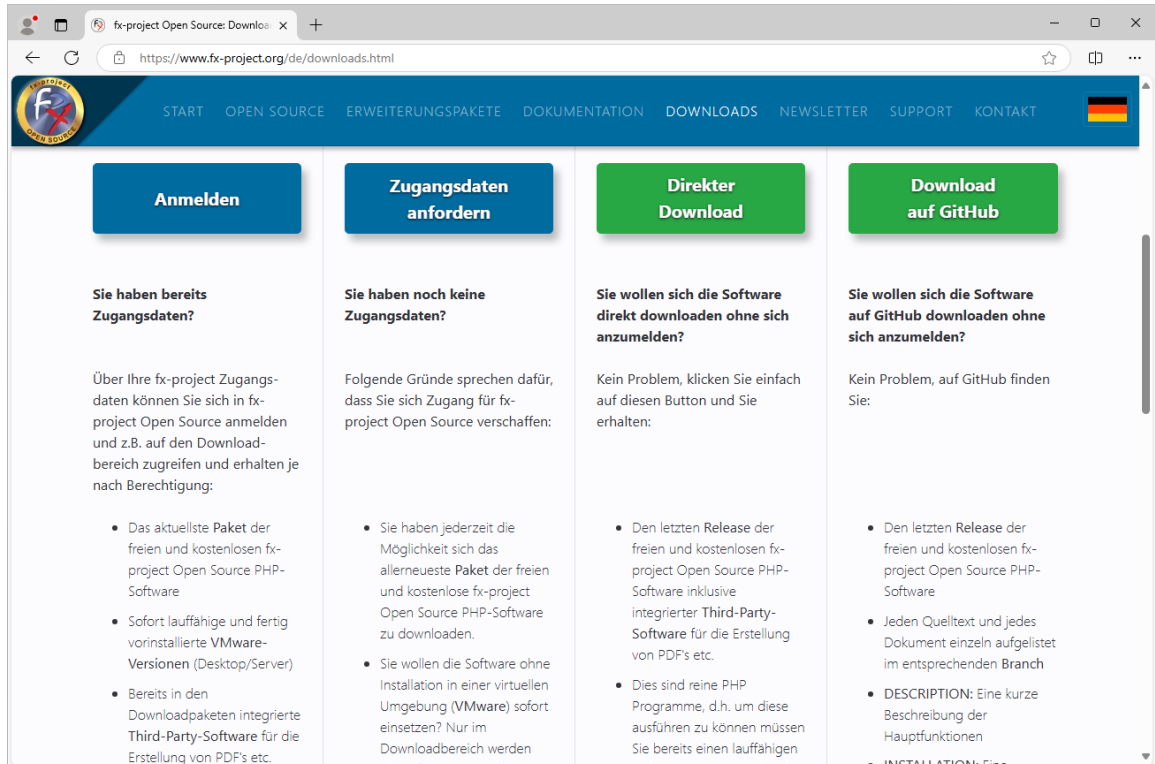 fx-project Open Source: Downloa
https://www.fx-project.org/de/downloads.html
fx-project
OPEN SOURCE
START OPEN SOURCE ERWEITERUNGSPAKETE DOKUMENTATION DOWNLOADS NEWSLETTER SUPPORT KONTAKT
Anmelden
Sie haben bereits
Zugangsdaten?
Über Ihre fx-project Zugangs-
daten können Sie sich in fx-
project Open Source anmelden
und z.B. auf den Download-
bereich zugreifen und erhalten je
nach Berechtigung:
• Das aktuellste Paket der
freien und kostenlosen fx-
project Open Source PHP-
Software
• Sofort lauffähige und fertig
vorinstallierte VMware-
Versionen (Desktop/Server)
• Bereits in den
Downloadpaketen integrierte
Third-Party-Software für die
Erstellung von PDF's etc.
Zugangsdaten
anfordern
Sie haben noch keine
Zugangsdaten?
Folgende Gründe sprechen dafür,
dass Sie sich Zugang für fx-
project Open Source verschaffen:
• Sie haben jederzeit die
Möglichkeit sich das
allerneueste Paket der freien
und kostenlose fx-project
Open Source PHP-Software
zu downloaden.
• Sie wollen die Software ohne
Installation in einer virtuellen
Umgebung (VMware) sofort
einsetzen? Nur im
Downloadbereich werden
Direkter
Download
Sie wollen sich die Software
direkt downloaden ohne sich
anzumelden?
Kein Problem, klicken Sie einfach
auf diesen Button und Sie
erhalten:
• Den letzten Release der
freien und kostenlosen fx-
project Open Source PHP-
Software inklusive
integrierter Third-Party-
Software für die Erstellung
von PDF's etc.
• Dies sind reine PHP
Programme, d.h. um diese
ausführen zu können müssen
Sie bereits einen lauffähigen
Download
auf GitHub
Sie wollen sich die Software
auf GitHub downloaden ohne
sich anzumelden?
Kein Problem, auf GitHub finden
Sie:
• Den letzten Release der
freien und kostenlosen fx-
project Open Source PHP-
Software
• Jeden Quelltext und jedes
Dokument einzeln aufgelistet
im entsprechenden Branch
• DESCRIPTION: Eine kurze
Beschreibung der
Hauptfunktionen
• INSTALLATION: Eine